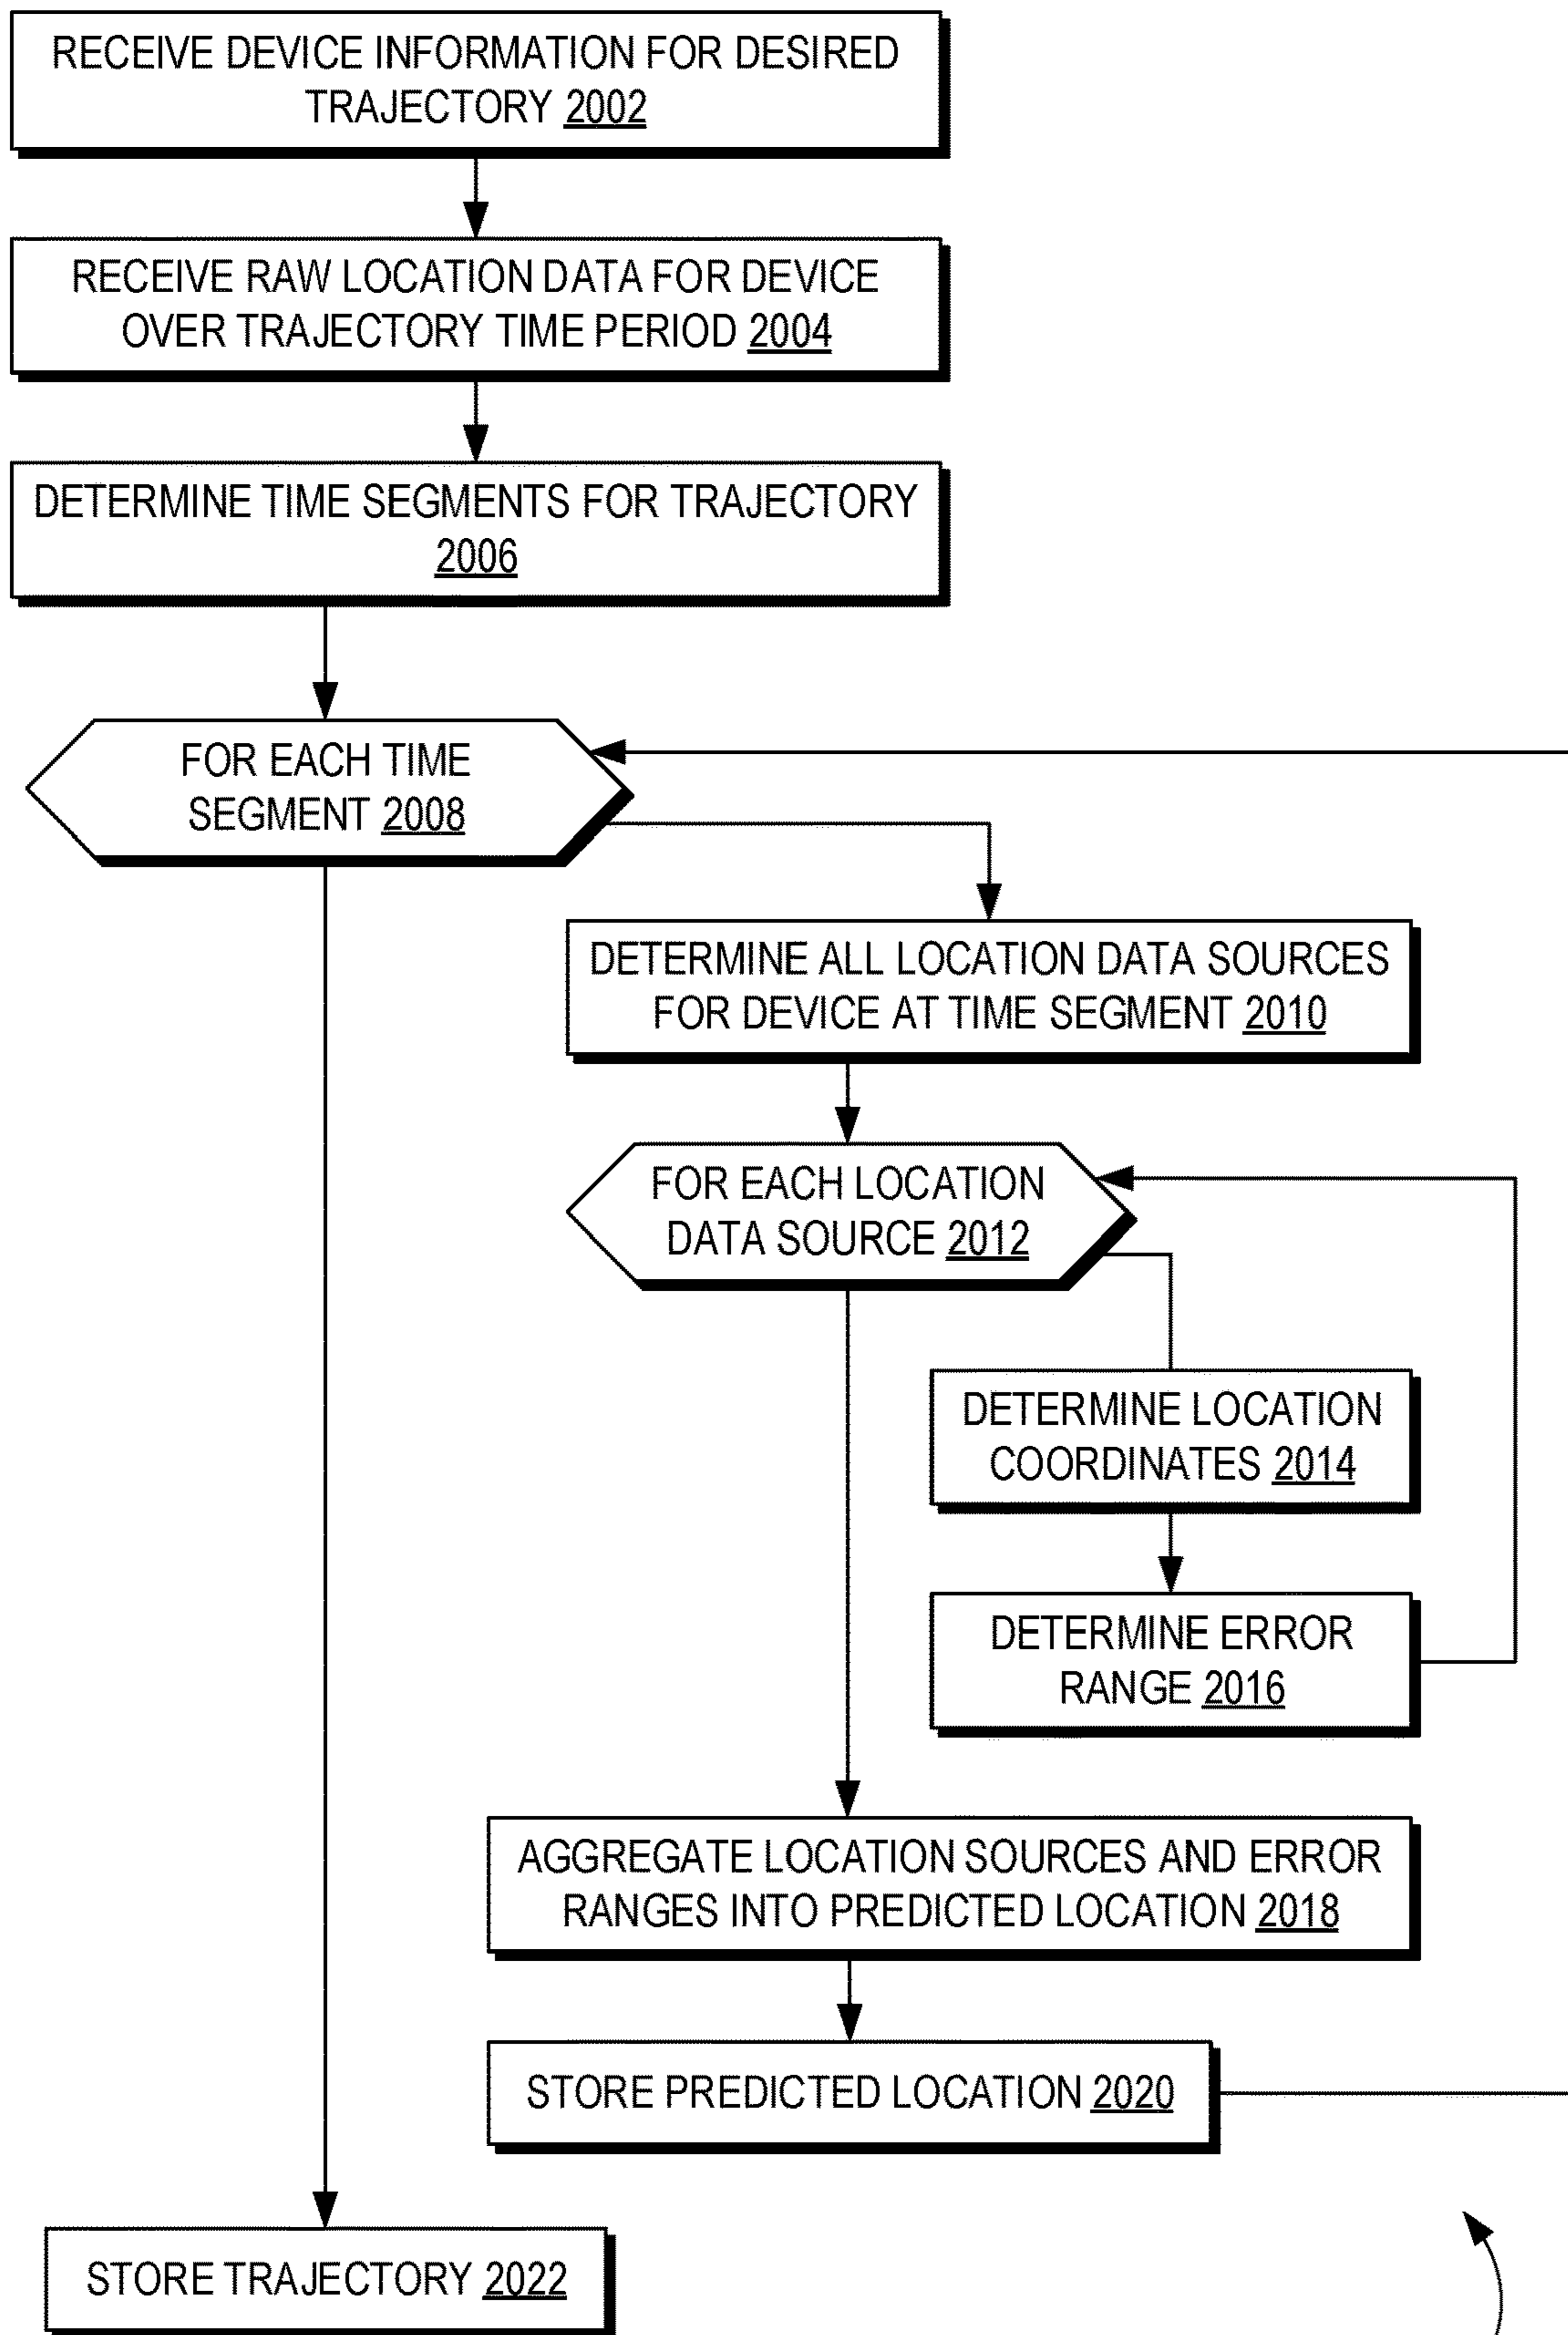 RECEIVE DEVICE INFORMATION FOR DESIRED
TRAJECTORY 2002
RECEIVE RAW LOCATION DATA FOR DEVICE
OVER TRAJECTORY TIME PERIOD 2004
DETERMINE TIME SEGMENTS FOR TRAJECTORY
2006
FOR EACH TIME
SEGMENT 2008
DETERMINE ALL LOCATION DATA SOURCES
FOR DEVICE AT TIME SEGMENT 2010
FOR EACH LOCATION
DATA SOURCE 2012
DETERMINE LOCATION
COORDINATES 2014
DETERMINE ERROR
RANGE 2016
AGGREGATE LOCATION SOURCES AND ERROR
RANGES INTO PREDICTED LOCATION 2018
STORE PREDICTED LOCATION 2020
STORE TRAJECTORY 2022